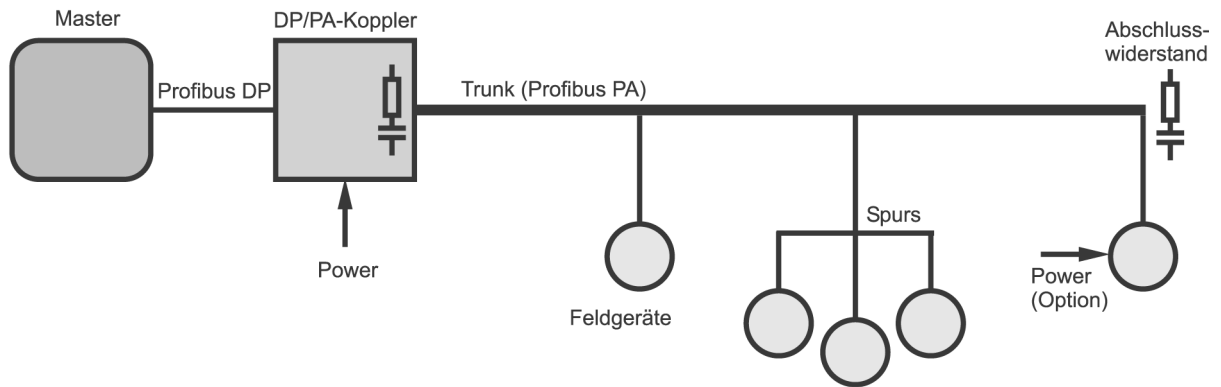 Master
DP/PA-Koppler
Abschluss-
widerstand
Profibus DP
Trunk (Profibus PA)
Spurs
Power
Power
(Option)
Feldgeräte